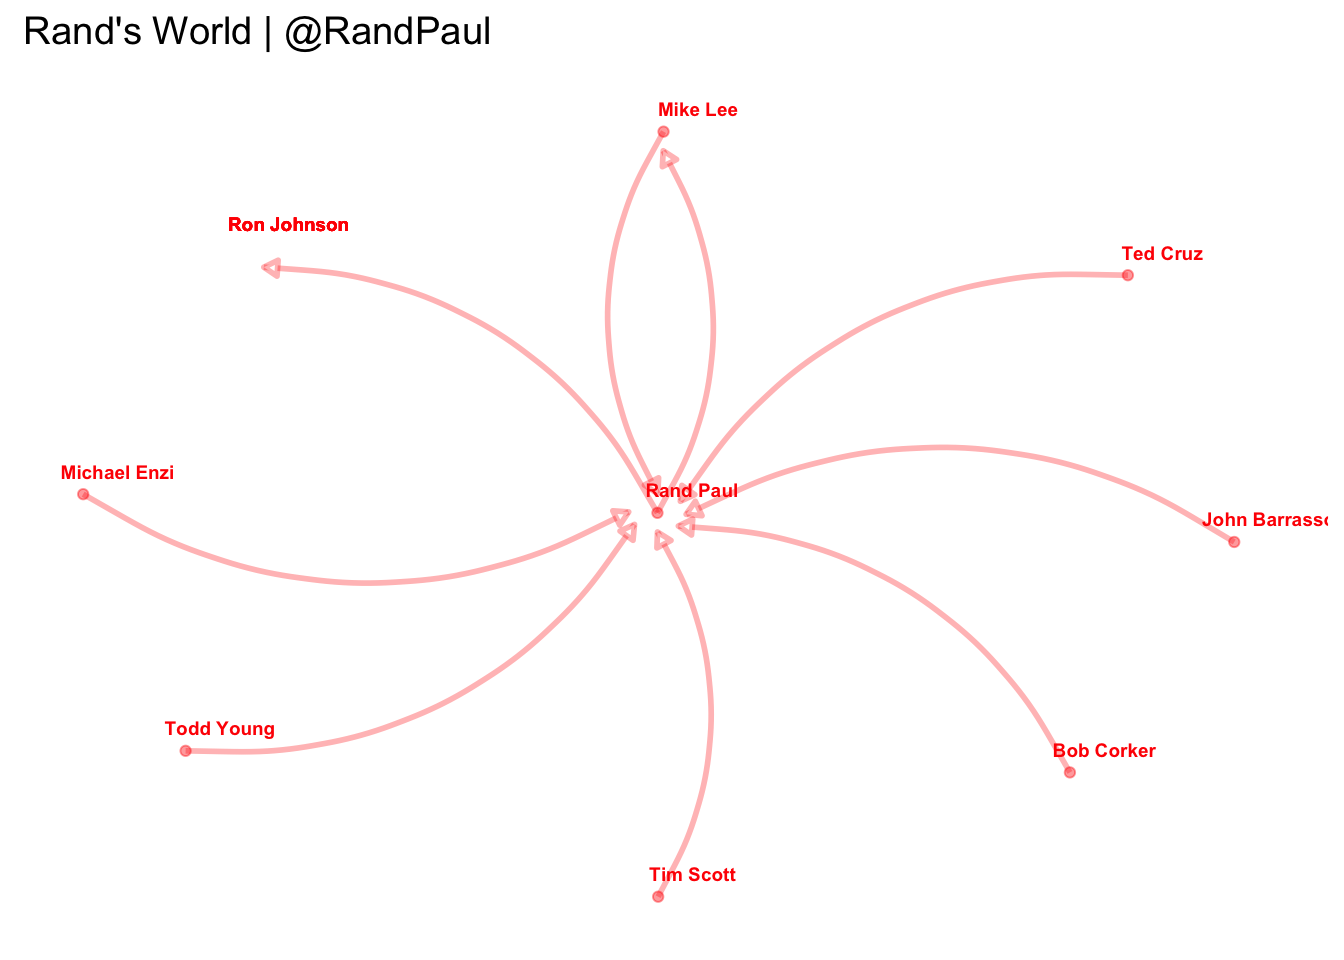 Rand's World | @RandPaul
Mike Lee
Ron Johnson
Ted Cruz
Michael Enzi
Rand Paul
John Barrasso
Todd Young
Bob Corker
Tim Scott